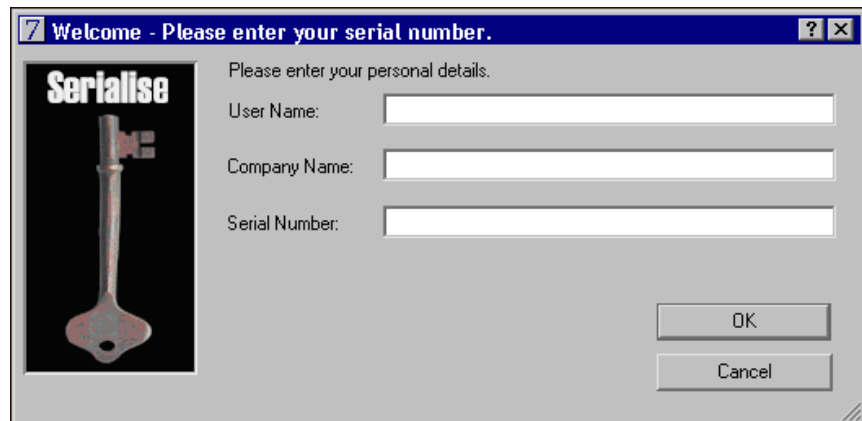 7 Welcome - Please enter your serial number. ? ×
Serialise
Please enter your personal details.
User Name:
Company Name:
Serial Number:
OK
Cancel